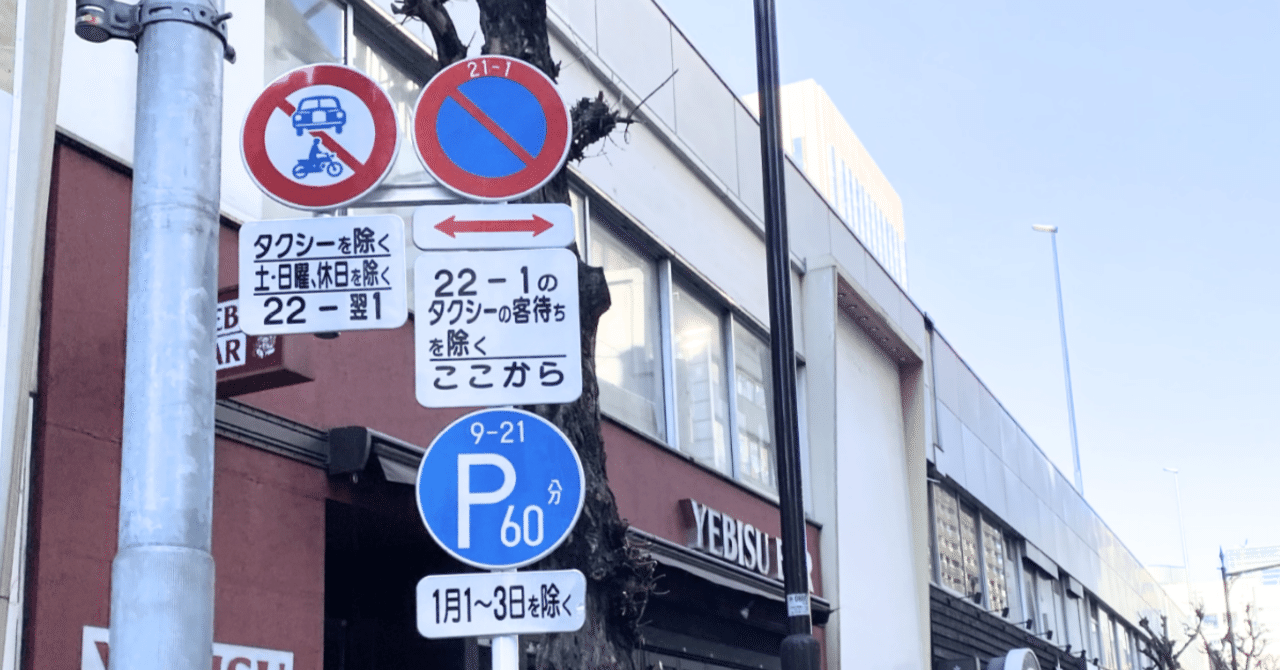 タクシーを除く
土・日曜、休日を除く
22－翌1
21-1
22－1の
タクシーの客待ち
を除く
ここから
9-21
P
60分
1月1～3日を除く
YEBISU